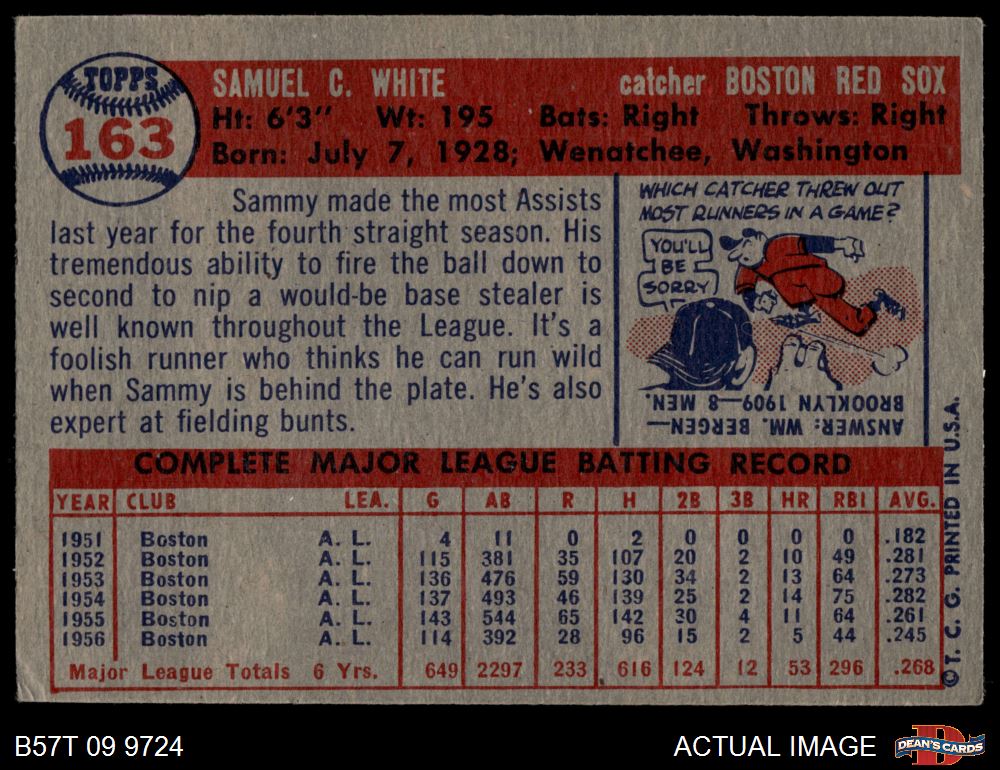 TOPPS
163
SAMUEL C. WHITE catcher BOSTON RED SOX
Ht: 6'3" Wt: 195 Bats: Right Throws: Right
Born: July 7, 1928; Wenatchee, Washington
Sammy made the most Assists
last year for the fourth straight season. His
tremendous ability to fire the ball down to
second to nip a would-be base stealer is
well known throughout the League. It's a
foolish runner who thinks he can run wild
when Sammy is behind the plate. He's also
expert at fielding bunts.
WHICH CATCHER THREW OUT
MOST RUNNERS IN A GAME?
YOU'LL
BE
SORRY
ANSWER: WM. BERGEN—
BROOKLYN 1909—8 MEN.
COMPLETE MAJOR LEAGUE BATTING RECORD
YEAR CLUB LEA. G AB R H 2B 3B HR RBI AVG.
1951 Boston A. L. 4 11 0 2 0 0 0 0 .182
1952 Boston A. L. 115 381 35 107 20 2 10 49 .281
1953 Boston A. L. 136 476 59 130 34 2 13 64 .273
1954 Boston A. L. 137 493 46 139 25 2 14 75 .282
1955 Boston A. L. 143 544 65 142 30 4 11 64 .261
1956 Boston A. L. 114 392 28 96 15 2 5 44 .245
Major League Totals 6 Yrs. 649 2297 233 616 124 12 53 296 .268
©T. C. G. PRINTED IN U.S.A.
B57T 09 9724
ACTUAL IMAGE
D
DEAN'S CARDS